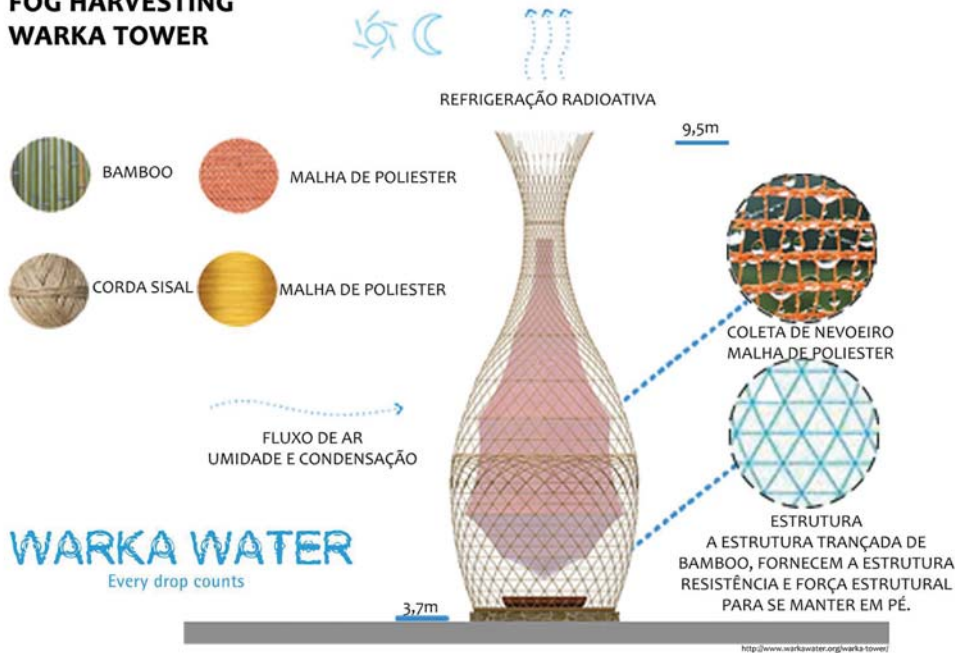 FOG HARVESTING
WARKA TOWER
REFRIGERAÇÃO RADIOATIVA
9,5m
BAMBOO
MALHA DE POLIESTER
CORDA SISAL
MALHA DE POLIESTER
COLETA DE NEVOEIRO
MALHA DE POLIESTER
FLUXO DE AR
UMIDADE E CONDENSAÇÃO
WARKA WATER
Every drop counts
ESTRUTURA
A ESTRUTURA TRANÇADA DE
BAMBOO, FORNECEM A ESTRUTURA
RESISTÊNCIA E FORÇA ESTRUTURAL
PARA SE MANTER EM PÉ.
3,7m
http://www.warkawater.org/warka-tower/